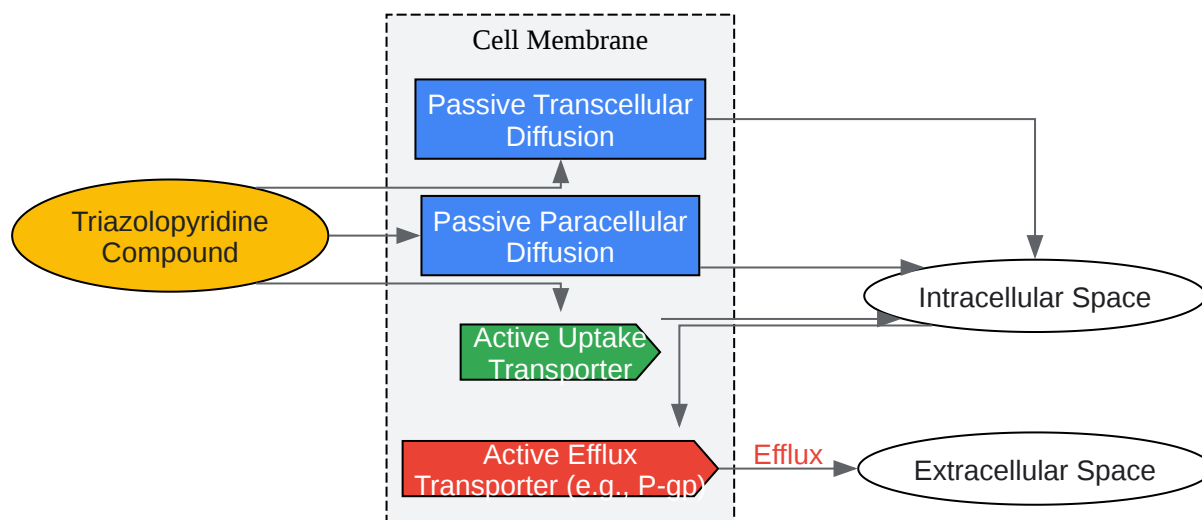 Cell Membrane
Passive Transcellular
Diffusion
Triazolopyridine
Compound
Passive Paracellular
Diffusion
Intracellular Space
Active Uptake
Transporter
Active Efflux
Transporter (e.g., P-gp)
Efflux
Extracellular Space